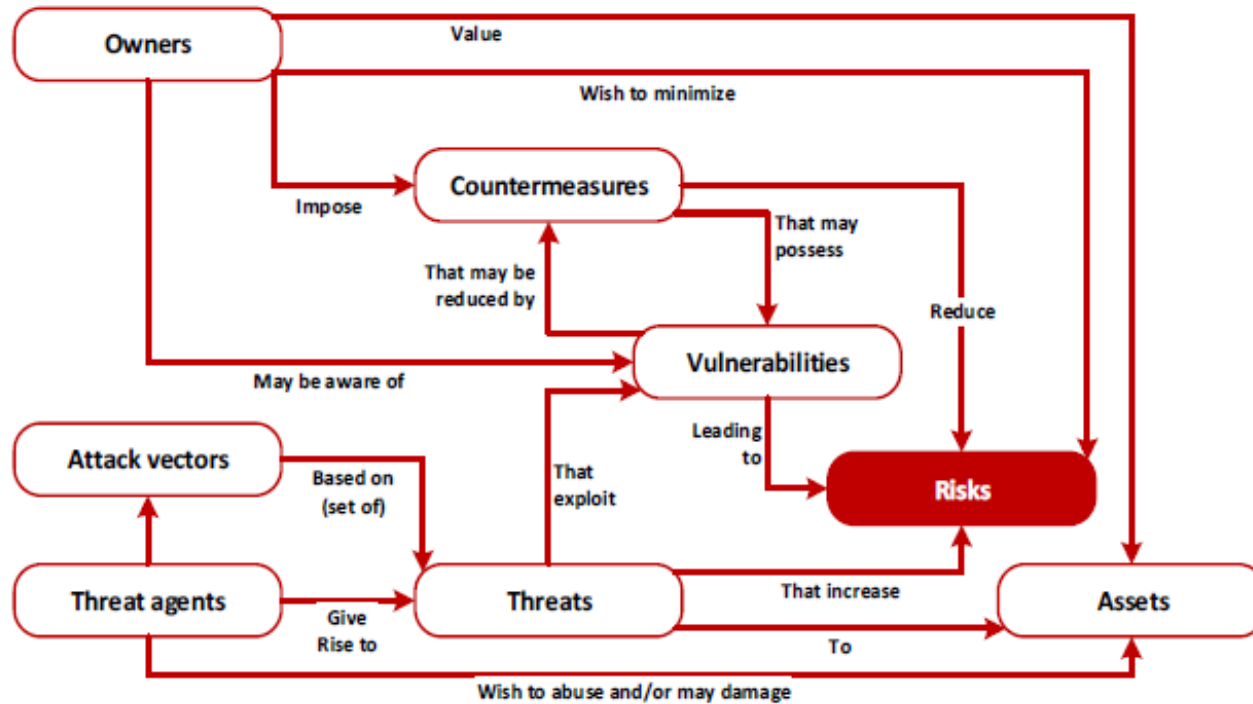 Owners
Value
Wish to minimize
Countermeasures
Impose
That may
possess
That may be
reduced by
Reduce
Vulnerabilities
May be aware of
Attack vectors
Based on
(set of)
That
exploit
Leading
to
Risks
Threat agents
Give
Rise to
Threats
That increase
To
Assets
Wish to abuse and/or may damage